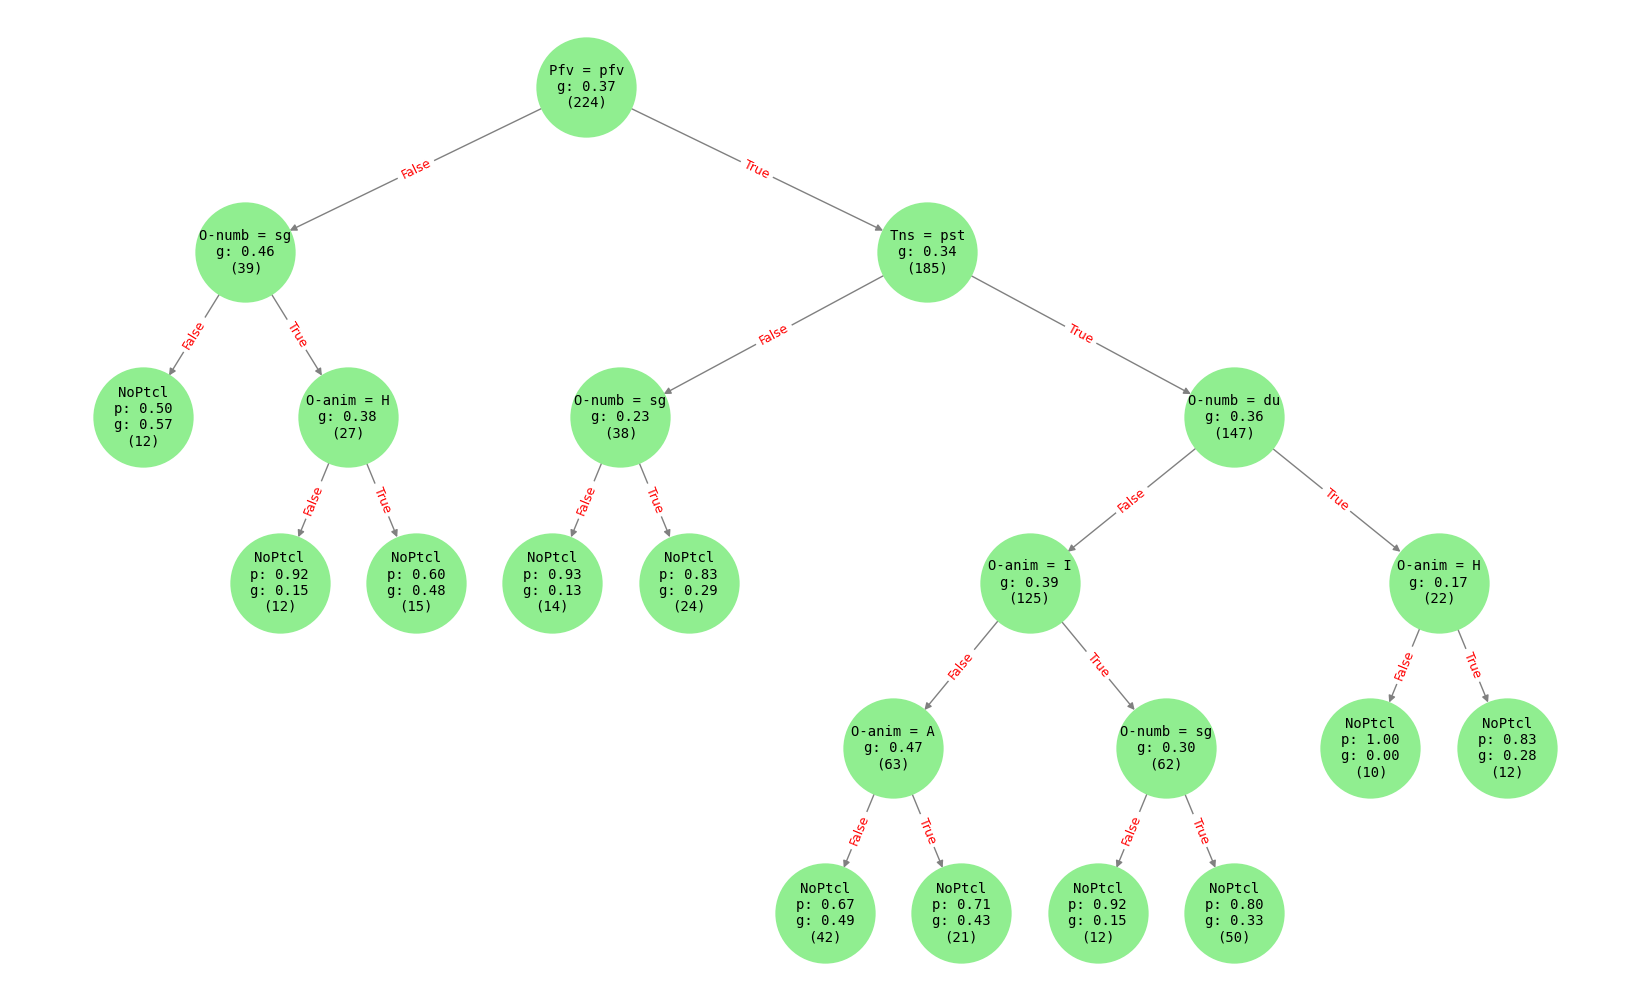 Pfv = pfv
g: 0.37
(224)
False
True
O-numb = sg
g: 0.46
(39)
Tns = pst
g: 0.34
(185)
False
True
False
True
NoPtcl
p: 0.50
g: 0.57
(12)
O-anim = H
g: 0.38
(27)
O-numb = sg
g: 0.23
(38)
O-numb = du
g: 0.36
(147)
False
True
False
True
False
True
NoPtcl
p: 0.92
g: 0.15
(12)
NoPtcl
p: 0.60
g: 0.48
(15)
NoPtcl
p: 0.93
g: 0.13
(14)
NoPtcl
p: 0.83
g: 0.29
(24)
O-anim = I
g: 0.39
(125)
O-anim = H
g: 0.17
(22)
False
True
False
True
O-anim = A
g: 0.47
(63)
O-numb = sg
g: 0.30
(62)
NoPtcl
p: 1.00
g: 0.00
(10)
NoPtcl
p: 0.83
g: 0.28
(12)
False
True
False
True
NoPtcl
p: 0.67
g: 0.49
(42)
NoPtcl
p: 0.71
g: 0.43
(21)
NoPtcl
p: 0.92
g: 0.15
(12)
NoPtcl
p: 0.80
g: 0.33
(50)